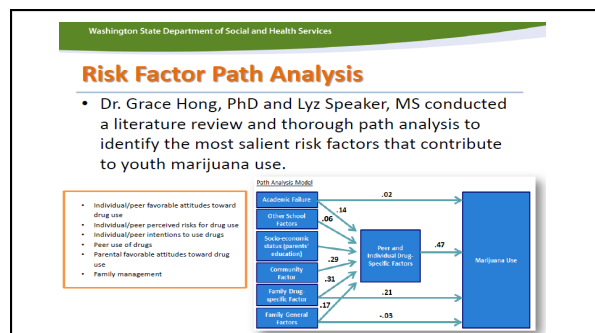 Washington State Department of Social and Health Services
Risk Factor Path Analysis
• Dr. Grace Hong, PhD and Lyz Speaker, MS conducted
a literature review and thorough path analysis to
identify the most salient risk factors that contribute
to youth marijuana use.
• Individual/peer favorable attitudes toward
drug use
• Individual/peer perceived risks for drug use
• Individual/peer intentions to use drugs
• Peer use of drugs
• Parental favorable attitudes toward drug
use
• Family management
Path Analysis Model
Academic Failure
.02
.14
Other School
Factors
.06
Socio-economic
status (parents'
education)
Peer and
Individual Drug-
Specific Factors
.47
Marijuana Use
.29
Community
Factor
.31
Family Drug
specific Factor
.21
.17
Family General
Factors
-.03